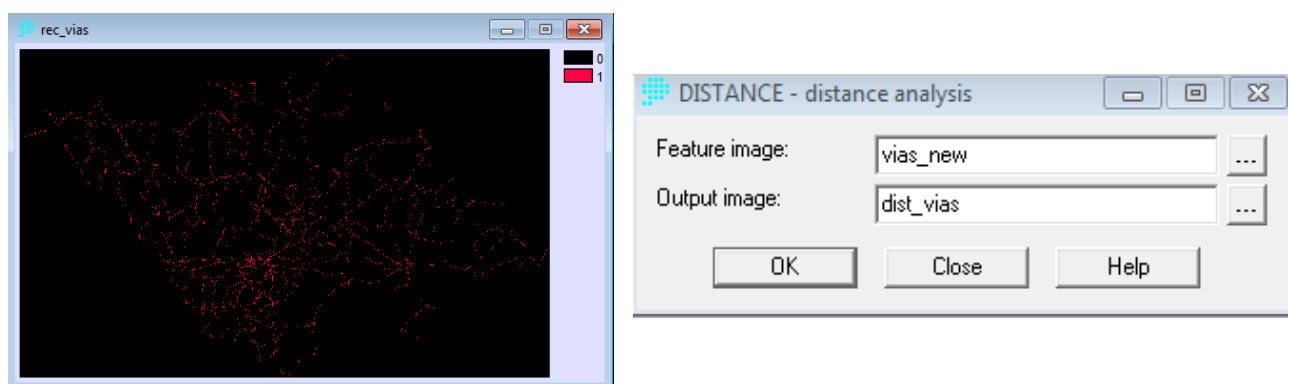 rec_vias
0
1
DISTANCE - distance analysis
Feature image: vias_new ...
Output image: dist_vias ...
OK Close Help